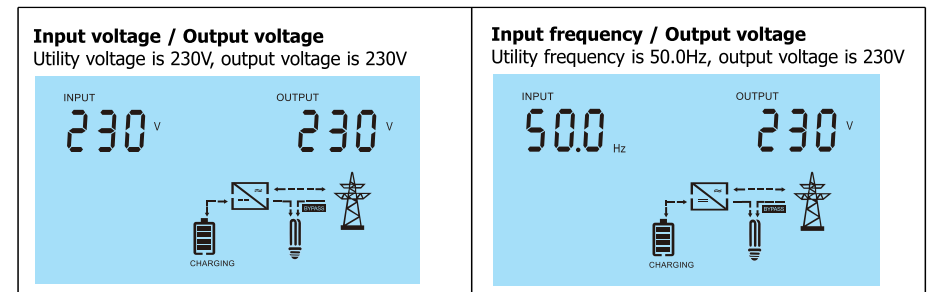 Input voltage / Output voltage
Utility voltage is 230V, output voltage is 230V
INPUT
230 V
OUTPUT
230 V
BYPASS
CHARGING
Input frequency / Output voltage
Utility frequency is 50.0Hz, output voltage is 230V
INPUT
50.0 Hz
OUTPUT
230 V
BYPASS
CHARGING